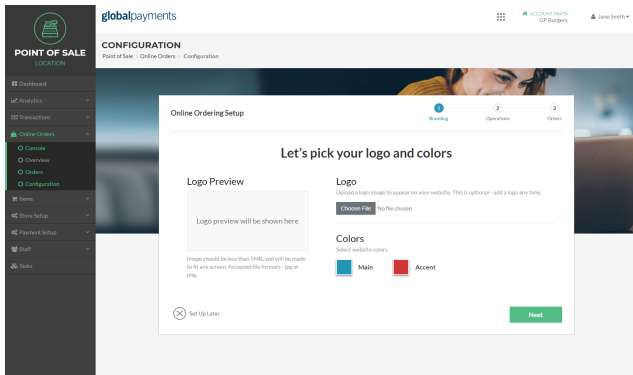 globalpayments
ACCOUNT
GP Burgers
Jane Smith
POINT OF SALE
LOCATION
CONFIGURATION
Point of Sale
Online Orders
Configuration
Dashboard
Analytics
Transactions
Online Orders
Console
Overview
Orders
Configuration
Items
Store Setup
Payment Setup
Staff
Tasks
Online Ordering Setup
1
2
3
Branding
Operations
Orders
Let's pick your logo and colors
Logo Preview
Logo preview will be shown here
Image should be less than 5MB, and will be made
to fit any screen. Accepted file formats - jpg or
png.
Logo
Upload a logo image to appear on your website. This is optional - add a logo any time.
Choose File No file chosen
Colors
Select website colors
Main
Accent
Set Up Later
Next